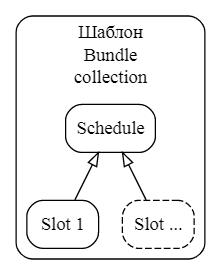 Шаблон
Bundle
collection
Schedule
Slot 1
Slot ...